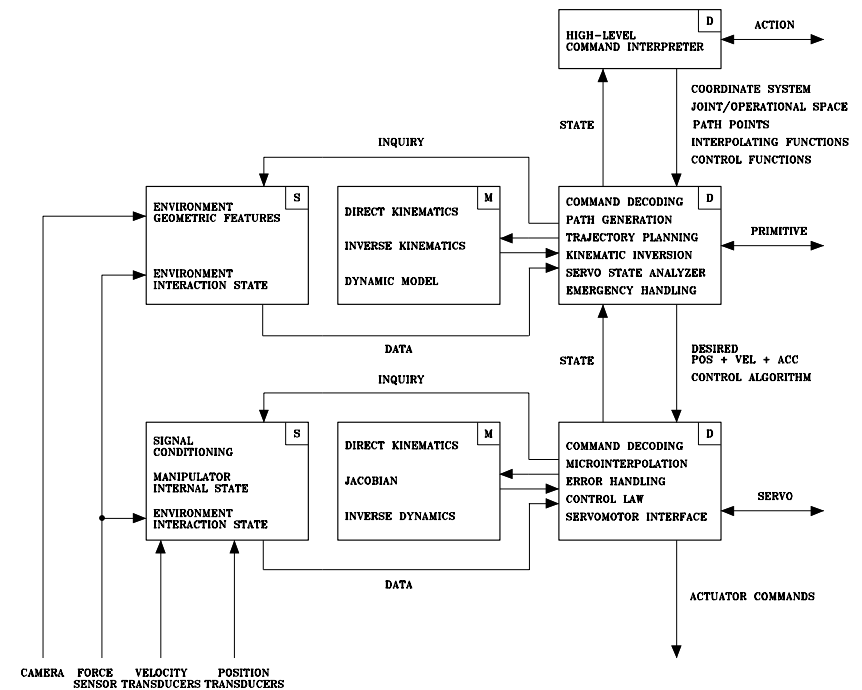 D
HIGH-LEVEL
COMMAND INTERPRETER
ACTION
COORDINATE SYSTEM
JOINT/OPERATIONAL SPACE
PATH POINTS
INTERPOLATING FUNCTIONS
CONTROL FUNCTIONS
STATE
INQUIRY
S
ENVIRONMENT
GEOMETRIC FEATURES
ENVIRONMENT
INTERACTION STATE
M
DIRECT KINEMATICS
INVERSE KINEMATICS
DYNAMIC MODEL
D
COMMAND DECODING
PATH GENERATION
TRAJECTORY PLANNING
KINEMATIC INVERSION
SERVO STATE ANALYZER
EMERGENCY HANDLING
PRIMITIVE
DATA
STATE
DESIRED
POS + VEL + ACC
CONTROL ALGORITHM
INQUIRY
S
SIGNAL
CONDITIONING
MANIPULATOR
INTERNAL STATE
ENVIRONMENT
INTERACTION STATE
M
DIRECT KINEMATICS
JACOBIAN
INVERSE DYNAMICS
D
COMMAND DECODING
MICROINTERPOLATION
ERROR HANDLING
CONTROL LAW
SERVOMOTOR INTERFACE
SERVO
DATA
ACTUATOR COMMANDS
CAMERA
FORCE
SENSOR
VELOCITY
TRANSDUCERS
POSITION
TRANSDUCERS